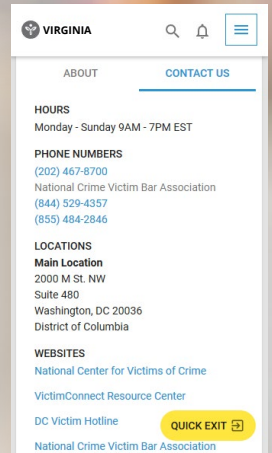 VIRGINIA
ABOUT
CONTACT US
HOURS
Monday - Sunday 9AM - 7PM EST
PHONE NUMBERS
(202) 467-8700
National Crime Victim Bar Association
(844) 529-4357
(855) 484-2846
LOCATIONS
Main Location
2000 M St. NW
Suite 480
Washington, DC 20036
District of Columbia
WEBSITES
National Center for Victims of Crime
VictimConnect Resource Center
DC Victim Hotline
QUICK EXIT
National Crime Victim Bar Association